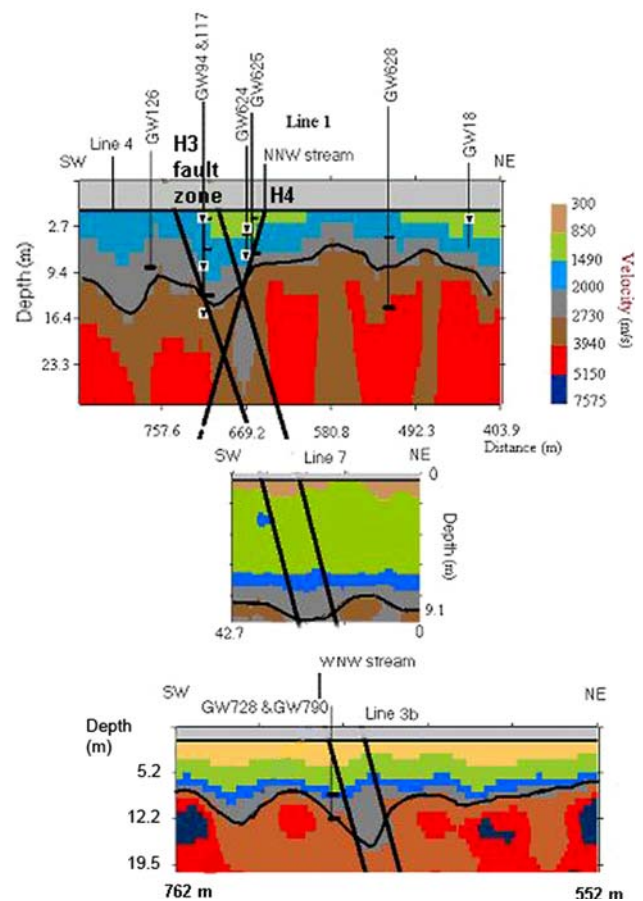 GW126
GW94 &117
GW624
GW625
GW628
GW18
Line 1
Line 4
H3
fault
zone
NNW stream
SW
NE
H4
Depth (m)
2.7
9.4
16.4
23.3
757.6
669.2
580.8
492.3
403.9
Distance (m)
300
850
1490
2000
2730
3940
5150
7575
Velocity (m/s)
SW
Line 7
NE
0
Depth (m)
9.1
42.7
0
WNW stream
SW
NE
GW728 &GW790
Line 3b
Depth
(m)
5.2
12.2
19.5
762 m
552 m